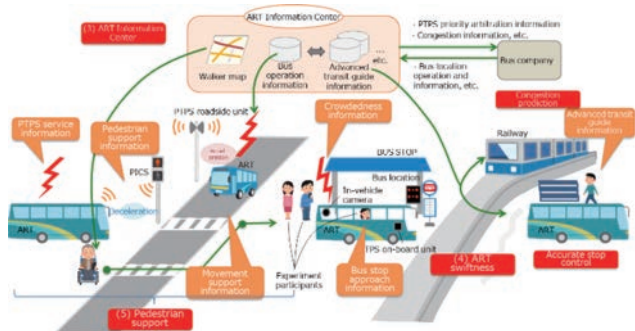 ART Information Center
(3) ART Information
Center
Walker map
Bus
operation
information
Advanced
transit guide
information
...
etc.
· PTPS priority arbitration information
· Congestion information, etc.
· Bus location
operation and
information, etc.
Bus company
Congestion
prediction
PTPS service
information
Pedestrian
support information
PTPS roadside unit
Crowdedness
information
Advanced transit
guide
information
Railway
PICS
Deceleration
ART
BUS STOP
Bus location
In-vehicle
camera
ART
ART
TPS on-board unit
ART
Movement
support
information
Experiment
participants
Bus stop
approach
information
(4) ART
swiftness
Accurate stop
control
(5) Pedestrian
support